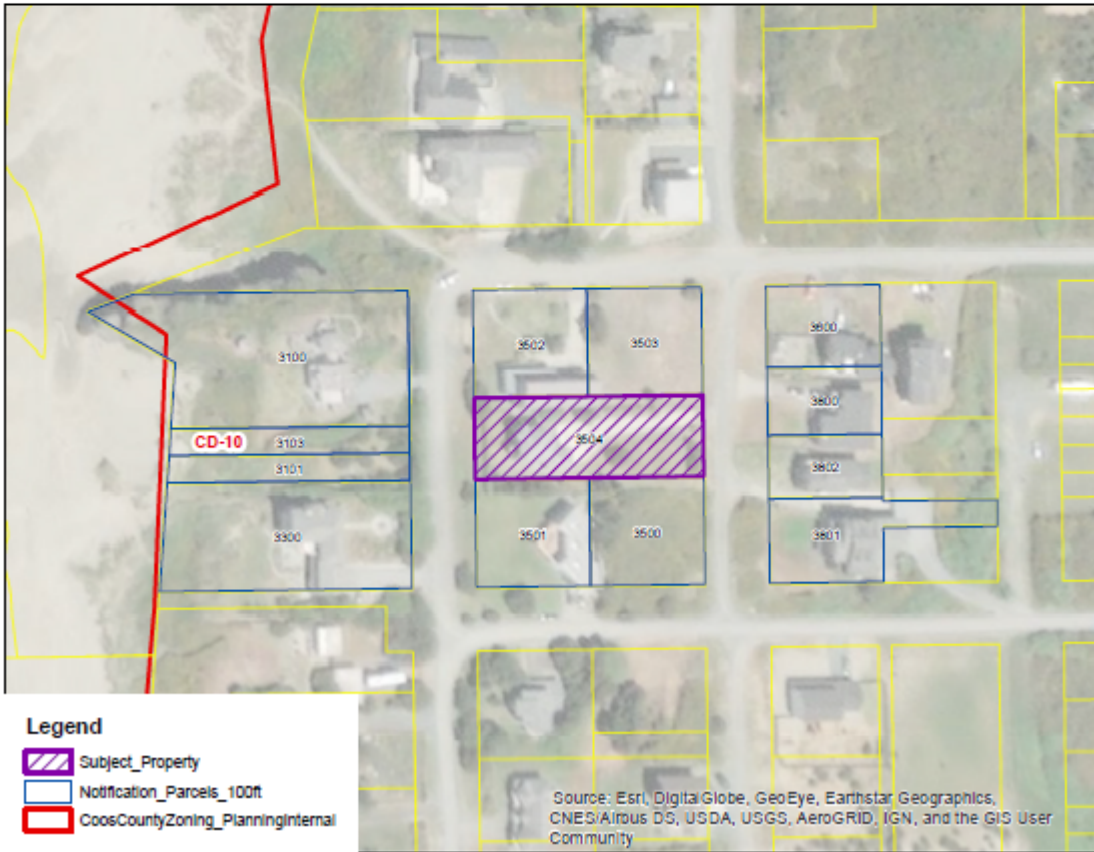 3502
3503
3600
3100
3800
3504
CD-10
3103
3101
3802
3300
3501
3500
3801
Legend
Subject_Property
Notification_Parcels_100ft
CoosCountyZoning_PlanningInternal
Source: Esri, DigitalGlobe, GeoEye, Earthstar Geographics,
CNES/Airbus DS, USDA, USGS, AeroGRID, IGN, and the GIS User
Community